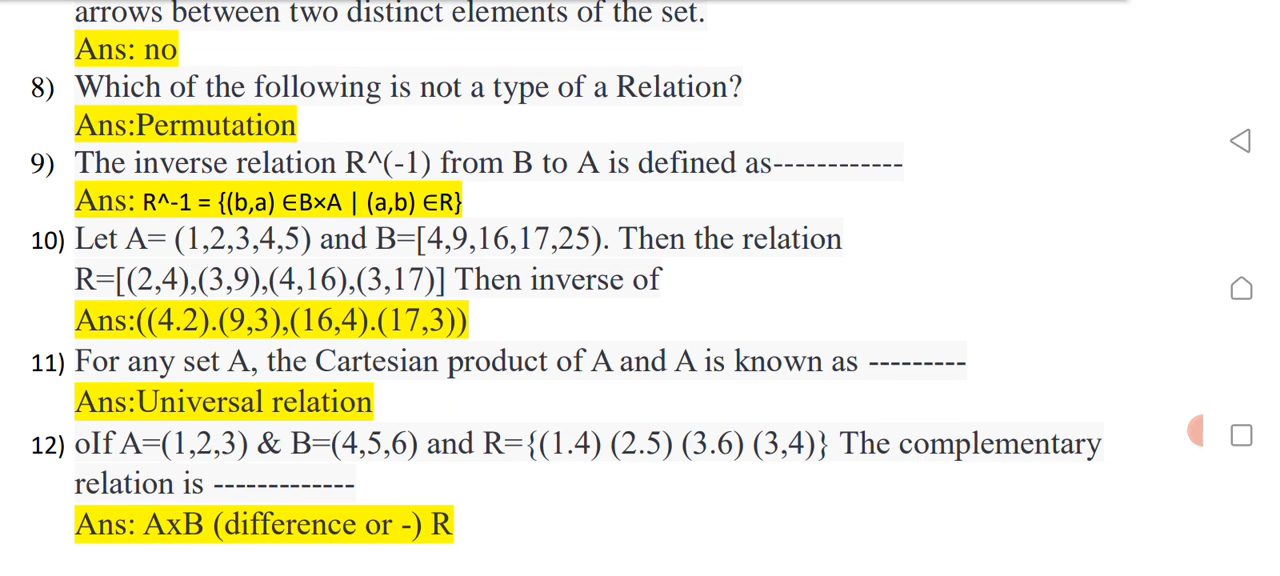 arrows between two distinct elements of the set.
Ans: no
8) Which of the following is not a type of a Relation?
Ans:Permutation
9) The inverse relation R^(-1) from B to A is defined as------------
Ans: R^-1 = {(b,a) ∈B×A | (a,b) ∈R}
10) Let A= (1,2,3,4,5) and B=[4,9,16,17,25). Then the relation
R=[(2,4),(3,9),(4,16),(3,17)] Then inverse of
Ans:((4.2).(9,3),(16,4).(17,3))
11) For any set A, the Cartesian product of A and A is known as ---------
Ans:Universal relation
12) oIf A=(1,2,3) & B=(4,5,6) and R={(1.4) (2.5) (3.6) (3,4)} The complementary
relation is -------------
Ans: AxB (difference or -) R